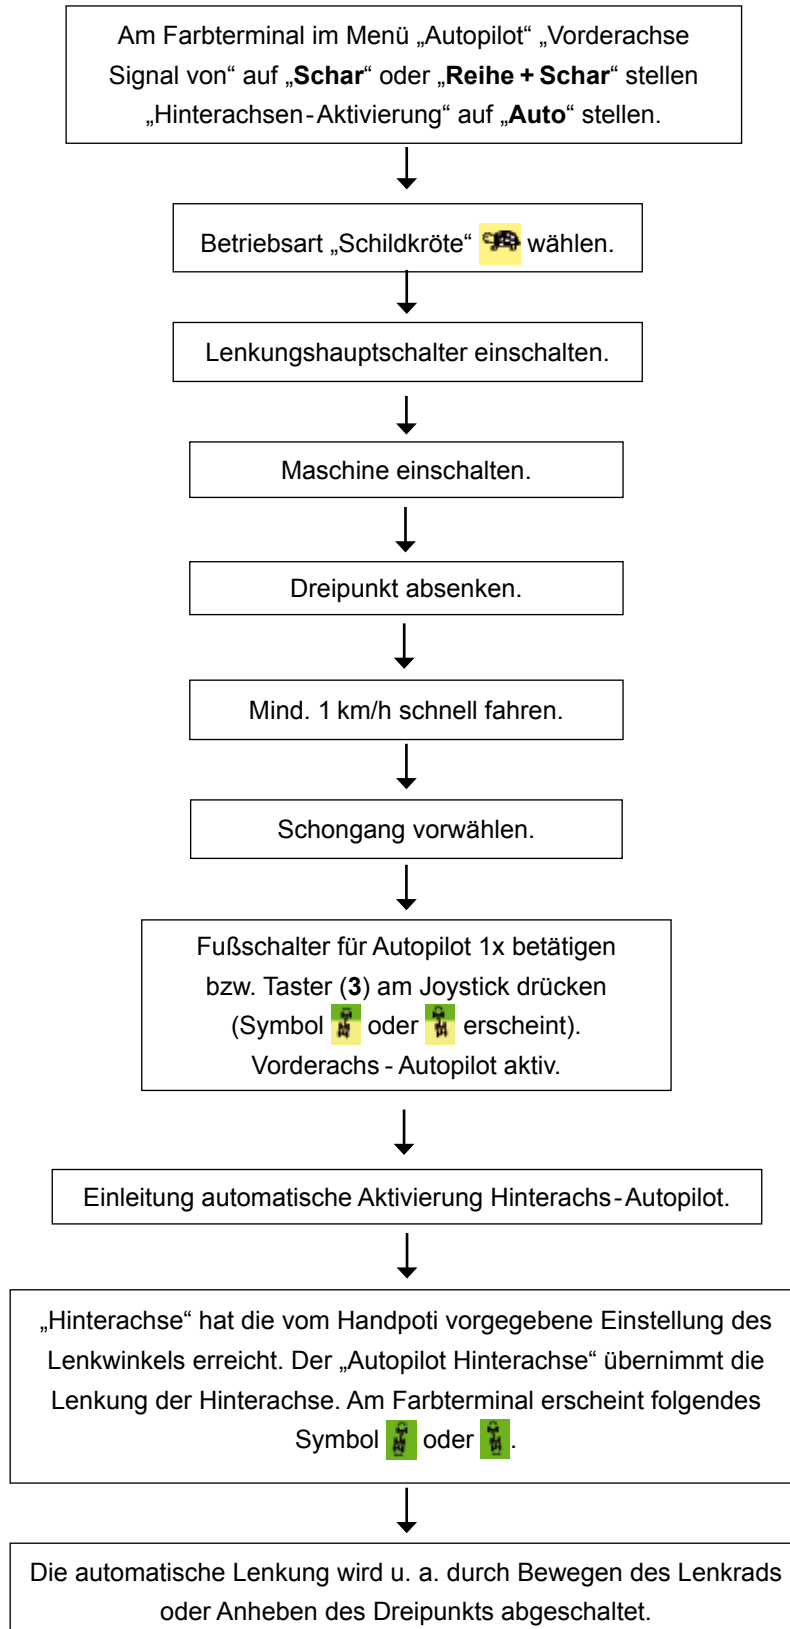 Am Farbterminal im Menü „Autopilot“ „Vorderachse
Signal von“ auf „Schar“ oder „Reihe + Schar“ stellen
„Hinterachsen-Aktivierung“ auf „Auto“ stellen.
Betriebsart „Schildkröte“ wählen.
Lenkungshauptschalter einschalten.
Maschine einschalten.
Dreipunkt absenken.
Mind. 1 km/h schnell fahren.
Schongang vorwählen.
Fußschalter für Autopilot 1x betätigen
bzw. Taster (3) am Joystick drücken
(Symbol oder erscheint).
Vorderachs - Autopilot aktiv.
Einleitung automatische Aktivierung Hinterachs-Autopilot.
„Hinterachse“ hat die vom Handpoti vorgegebene Einstellung des
Lenkwinkels erreicht. Der „Autopilot Hinterachse“ übernimmt die
Lenkung der Hinterachse. Am Farbterminal erscheint folgendes
Symbol oder .
Die automatische Lenkung wird u. a. durch Bewegen des Lenkrads
oder Anheben des Dreipunkts abgeschaltet.